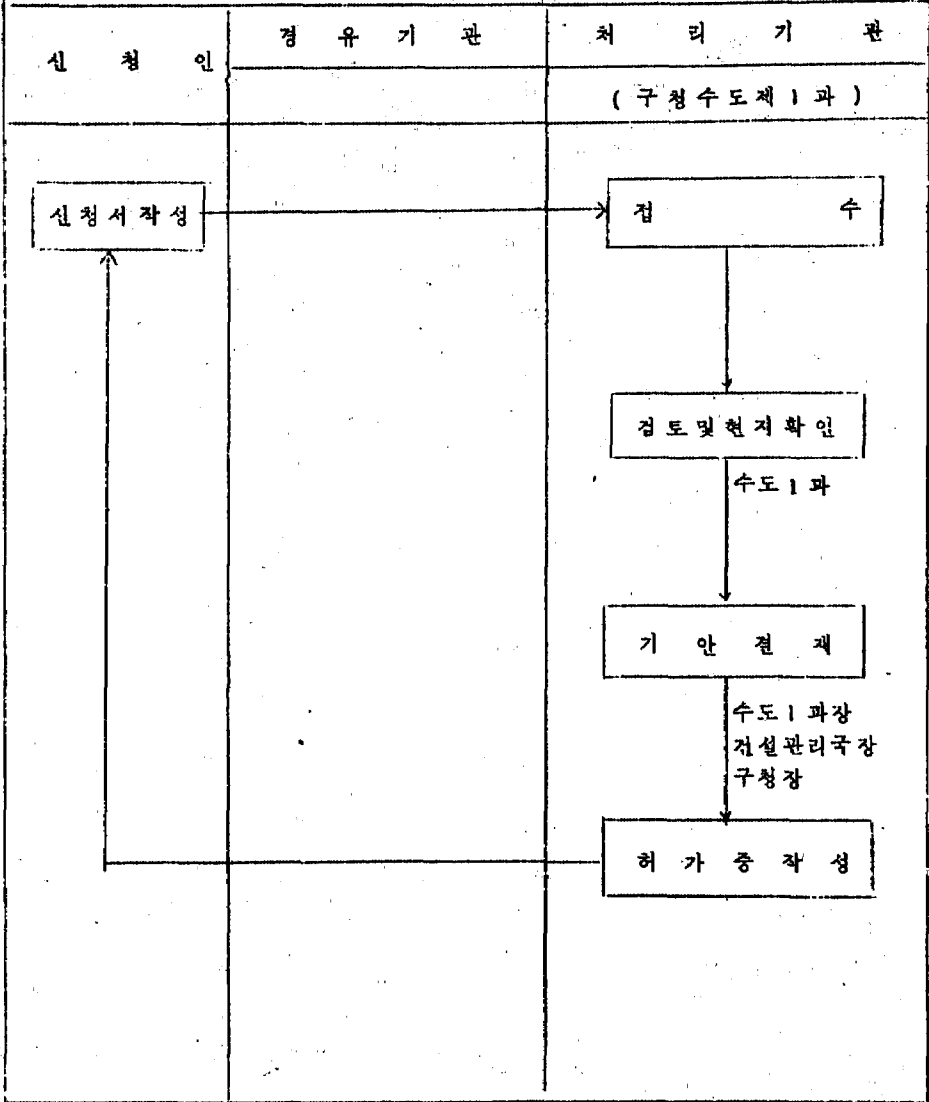 신청인
경유기관
처리기관
(구청수도제1과)
신청서작성
접수
검토및현지확인
수도1과
기안결재
수도1과장
건설관리국장
구청장
허가증작성